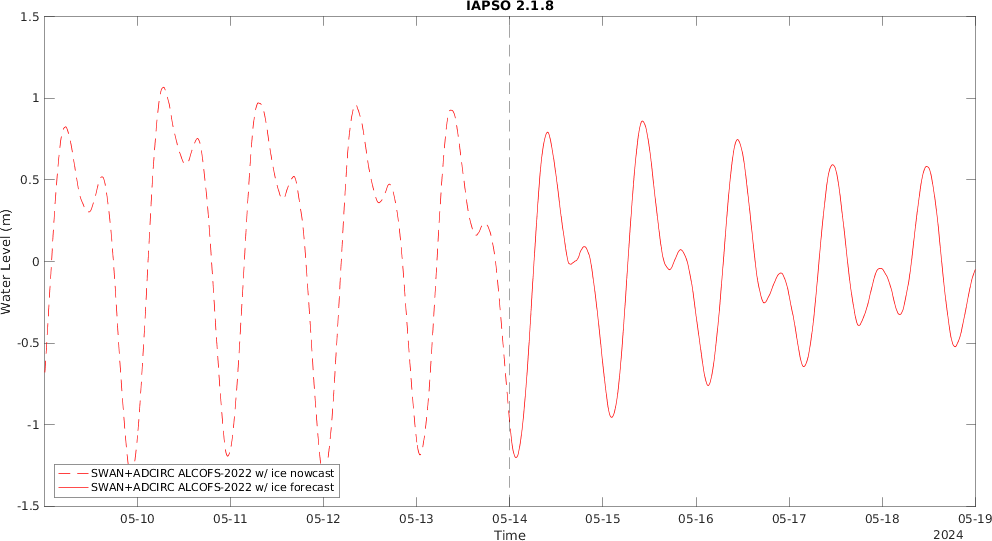 IAPSO 2.1.8
1.5
1
0.5
0
-0.5
-1
-1.5
Water Level (m)
SWAN+ADCIRC ALCOFS-2022 w/ ice nowcast
SWAN+ADCIRC ALCOFS-2022 w/ ice forecast
05-10 05-11 05-12 05-13 05-14 05-15 05-16 05-17 05-18 05-19
Time
2024